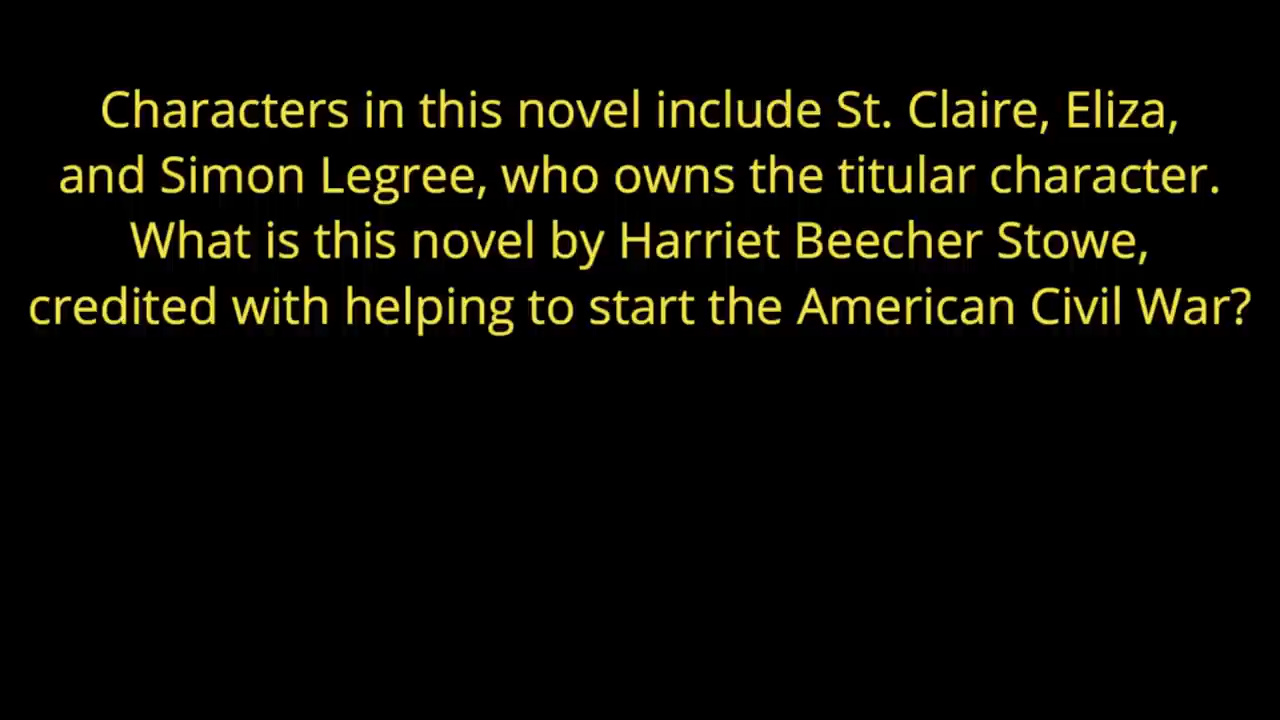 Characters in this novel include St. Claire, Eliza,
and Simon Legree, who owns the titular character.
What is this novel by Harriet Beecher Stowe,
credited with helping to start the American Civil War?